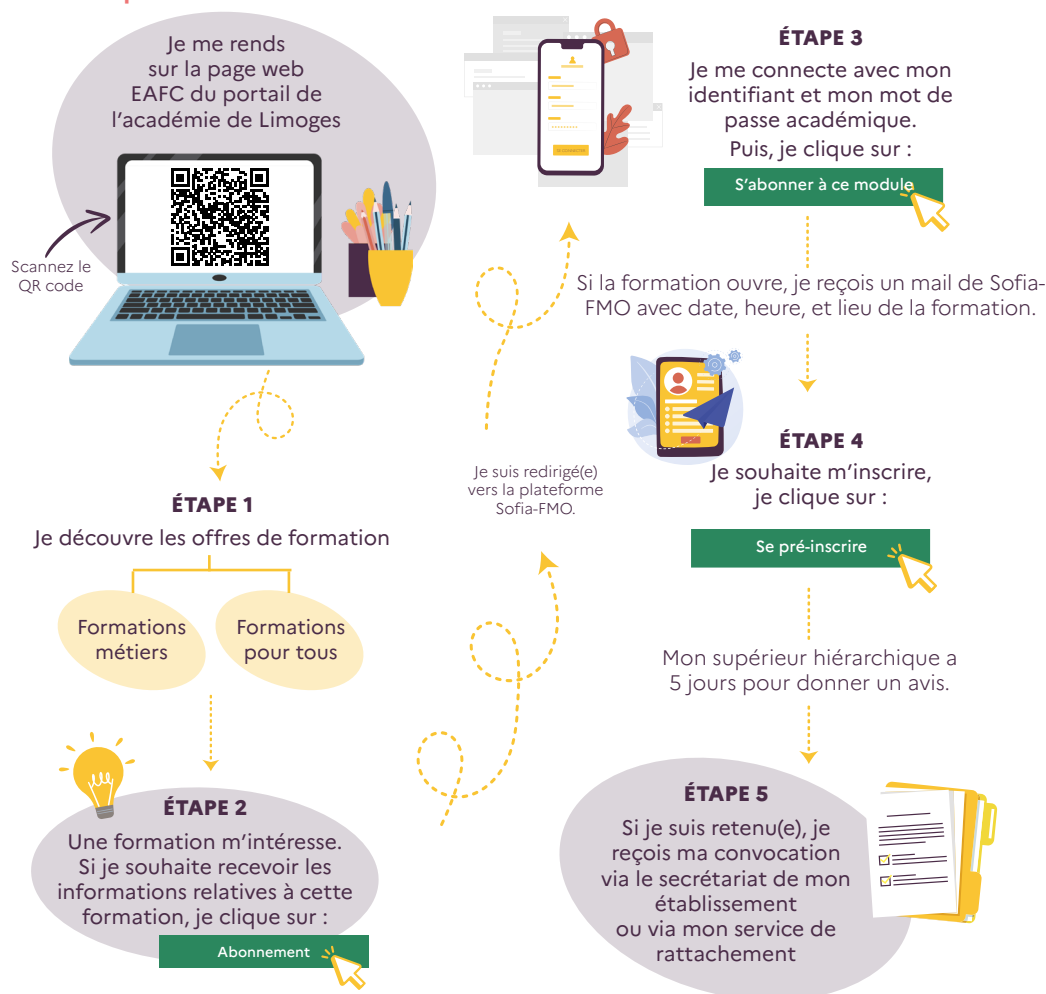 Je me rends
sur la page web
EAFC du portail de
l'académie de Limoges
Scannez le
QR code
ÉTAPE 1
Je découvre les offres de formation
Formations
métiers
Formations
pour tous
ÉTAPE 2
Une formation m'intéresse.
Si je souhaite recevoir les
informations relatives à cette
formation, je clique sur :
Abonnement
Je suis redirigé(e)
vers la plateforme
Sofia-FMO.
ÉTAPE 3
Je me connecte avec mon
identifiant et mon mot de
passe académique.
Puis, je clique sur :
S'abonner à ce module
Si la formation ouvre, je reçois un mail de Sofia-
FMO avec date, heure, et lieu de la formation.
ÉTAPE 4
Je souhaite m'inscrire,
je clique sur :
Se pré-inscrire
Mon supérieur hiérarchique a
5 jours pour donner un avis.
ÉTAPE 5
Si je suis retenu(e), je
reçois ma convocation
via le secrétariat de mon
établissement
ou via mon service de
rattachement